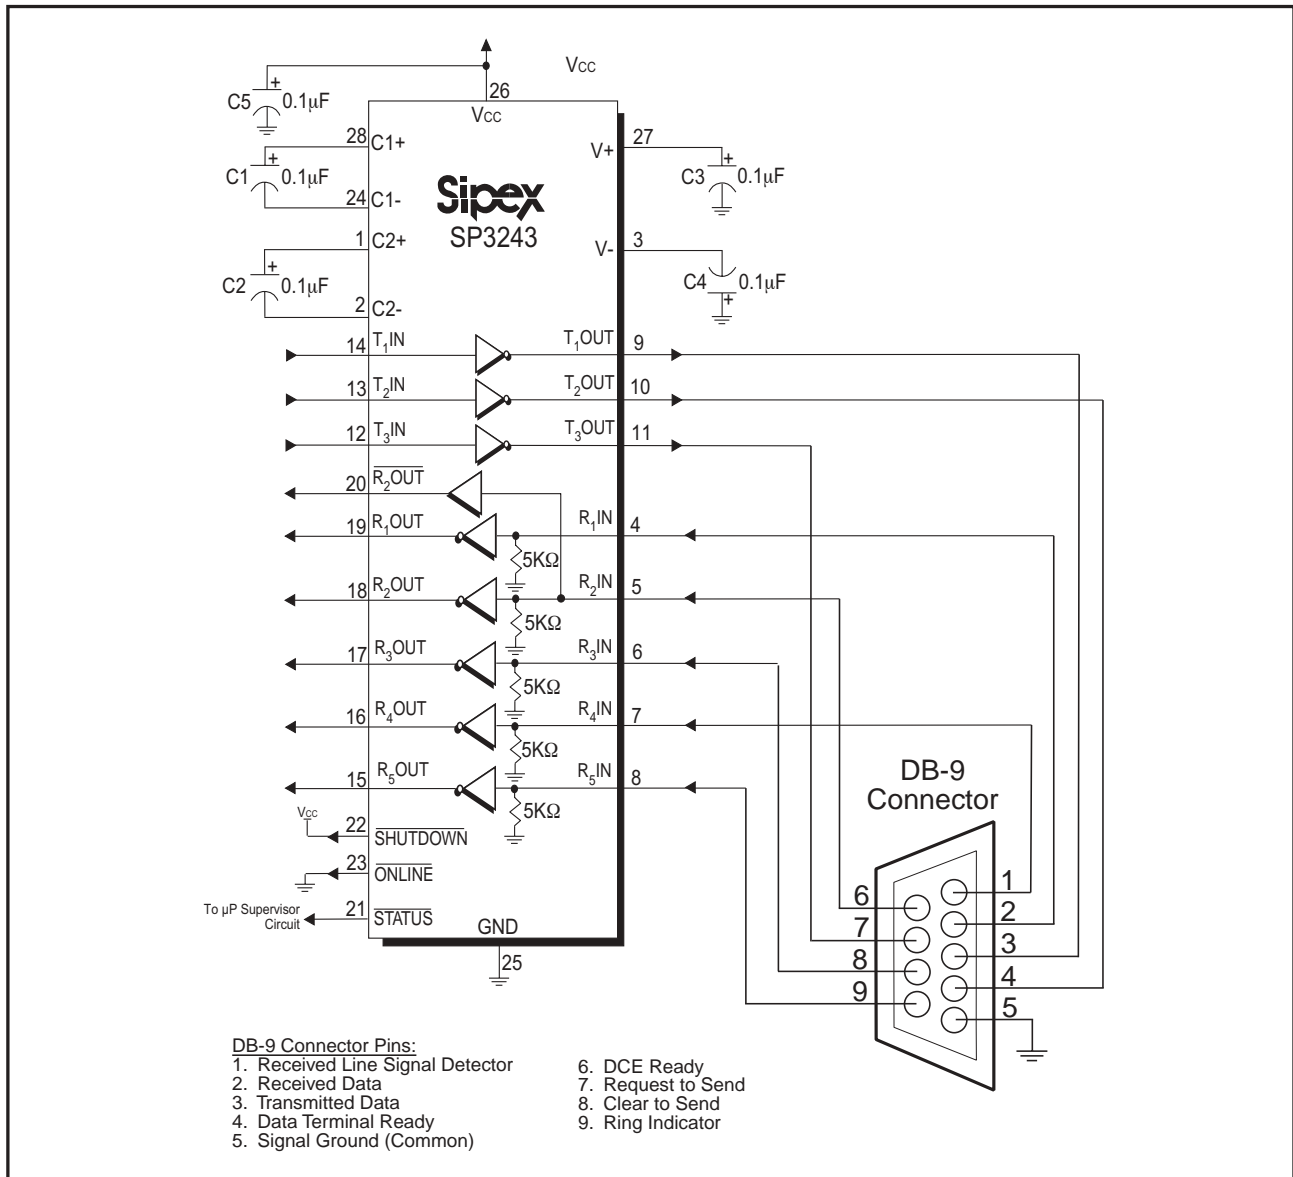 Vcc
26
Vcc
C5
+
0.1µF
28
C1+
C1
+
0.1µF
24
C1-
1
C2+
C2
+
0.1µF
2
C2-
Sipex
SP3243
V+
27
C3
+
0.1µF
V-
3
C4
0.1µF
+
14
T1IN
T1OUT
9
13
T2IN
T2OUT
10
12
T3IN
T3OUT
11
20
R2OUT
19
R1OUT
R1IN
4
5KΩ
18
R2OUT
R2IN
5
5KΩ
17
R3OUT
R3IN
6
5KΩ
16
R4OUT
R4IN
7
5KΩ
15
R5OUT
R5IN
8
5KΩ
Vcc
22
SHUTDOWN
23
ONLINE
To µP Supervisor
Circuit
21
STATUS
GND
25
DB-9
Connector
6
7
8
9
1
2
3
4
5
DB-9 Connector Pins:
1. Received Line Signal Detector
2. Received Data
3. Transmitted Data
4. Data Terminal Ready
5. Signal Ground (Common)
6. DCE Ready
7. Request to Send
8. Clear to Send
9. Ring Indicator